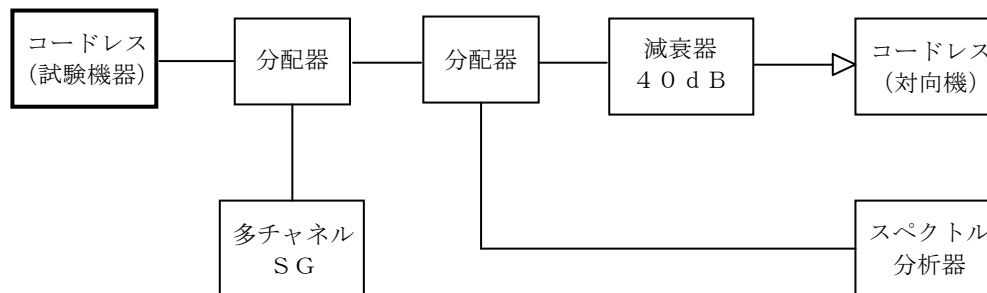 コードレス
（試験機器）
分配器
分配器
減衰器
４０ｄＢ
コードレス
（対向機）
多チャネル
ＳＧ
スペクトル
分析器